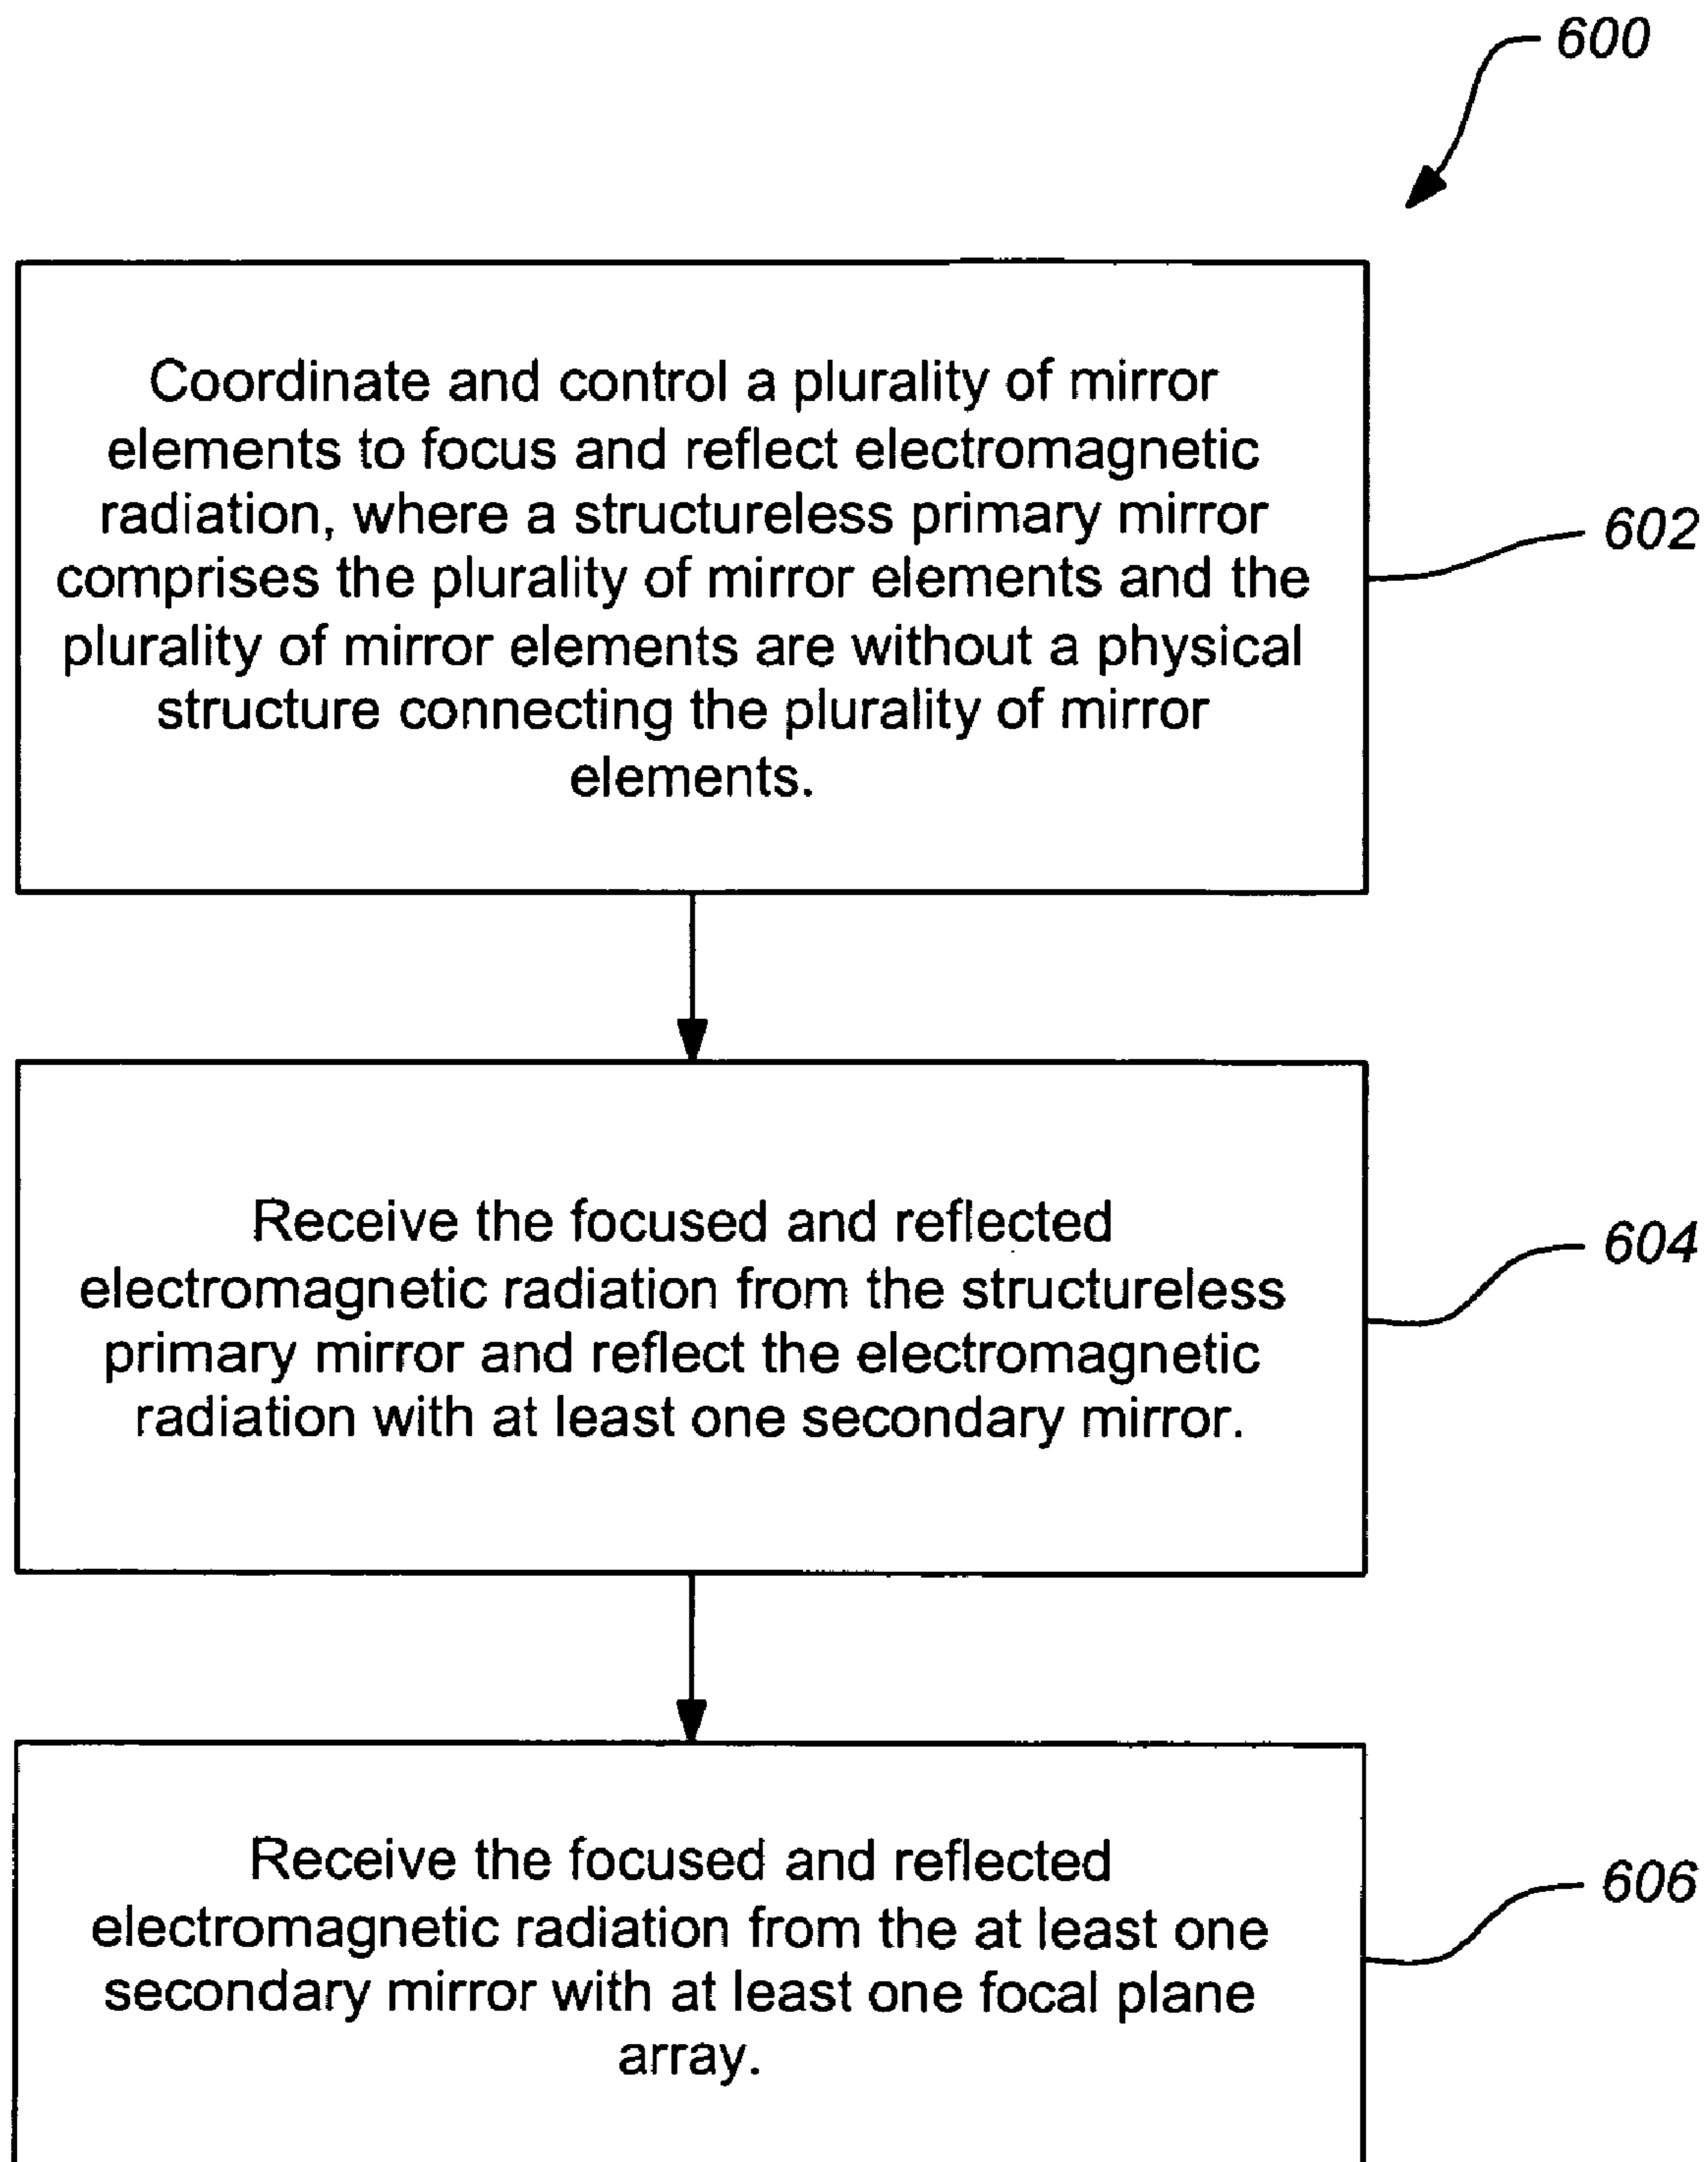 600
Coordinate and control a plurality of mirror
elements to focus and reflect electromagnetic
radiation, where a structureless primary mirror
comprises the plurality of mirror elements and the
plurality of mirror elements are without a physical
structure connecting the plurality of mirror
elements.
602
Receive the focused and reflected
electromagnetic radiation from the structureless
primary mirror and reflect the electromagnetic
radiation with at least one secondary mirror.
604
Receive the focused and reflected
electromagnetic radiation from the at least one
secondary mirror with at least one focal plane
array.
606